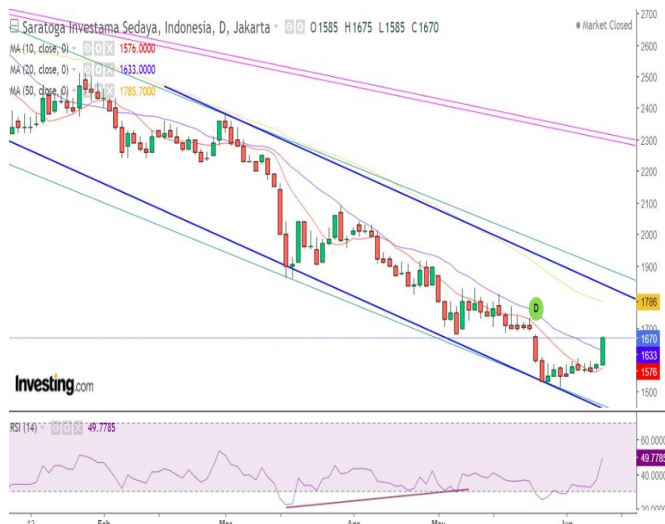 Saratoga Investama Sedaya, Indonesia, D, Jakarta O1585 H1675 L1585 C1670
Market Closed
MA (10, close, 0) 1576.0000
MA (20, close, 0) 1633.0000
MA (50, close, 0) 1785.7000
2700
2600
2500
2400
2300
2200
2100
2000
1900
1786
1700
1670
1633
1576
1500
D
Investing.com
RSI (14) 49.7785
60.0000
49.7785
40.0000
20.0000
13 Feb Mar Apr May Jun